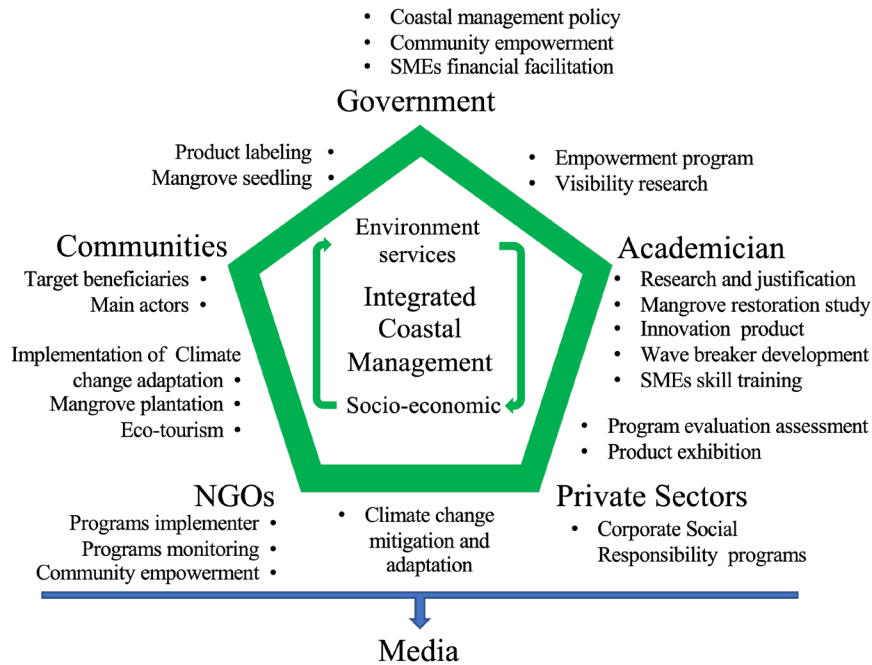 • Coastal management policy
• Community empowerment
• SMEs financial facilitation
Government
Product labeling •
Mangrove seedling •
• Empowerment program
• Visibility research
Environment
services
Integrated
Coastal
Management
Socio-economic
Communities
Target beneficiaries •
Main actors •
Academician
• Research and justification
• Mangrove restoration study
• Innovation product
• Wave breaker development
• SMEs skill training
Implementation of Climate
change adaptation •
Mangrove plantation •
Eco-tourism •
• Program evaluation assessment
• Product exhibition
NGOs
Programs implementer •
Programs monitoring •
Community empowerment •
• Climate change
mitigation and
adaptation
Private Sectors
• Corporate Social
Responsibility programs
Media